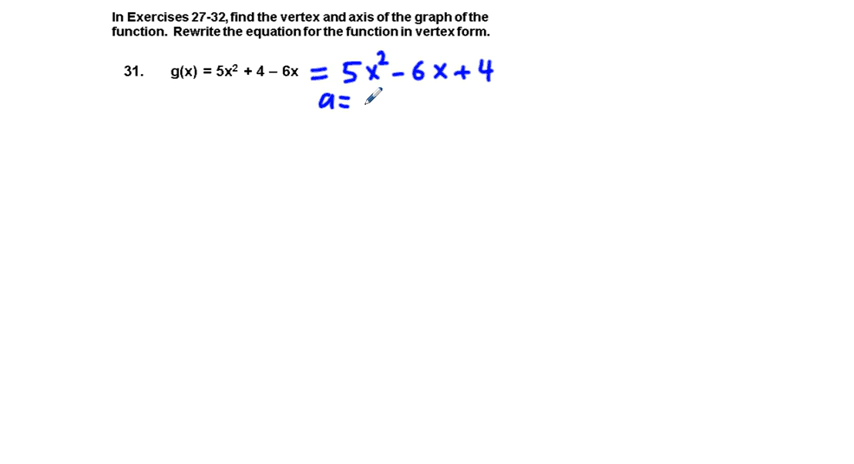 In Exercises 27-32, find the vertex and axis of the graph of the
function. Rewrite the equation for the function in vertex form.
31. g(x) = 5x² + 4 – 6x = 5x² - 6x + 4
a =